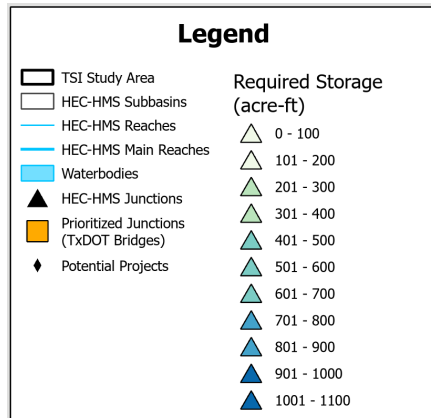 Legend
TSI Study Area
HEC-HMS Subbasins
HEC-HMS Reaches
HEC-HMS Main Reaches
Waterbodies
HEC-HMS Junctions
Prioritized Junctions
(TxDOT Bridges)
Potential Projects
Required Storage
(acre-ft)
0 - 100
101 - 200
201 - 300
301 - 400
401 - 500
501 - 600
601 - 700
701 - 800
801 - 900
901 - 1000
1001 - 1100